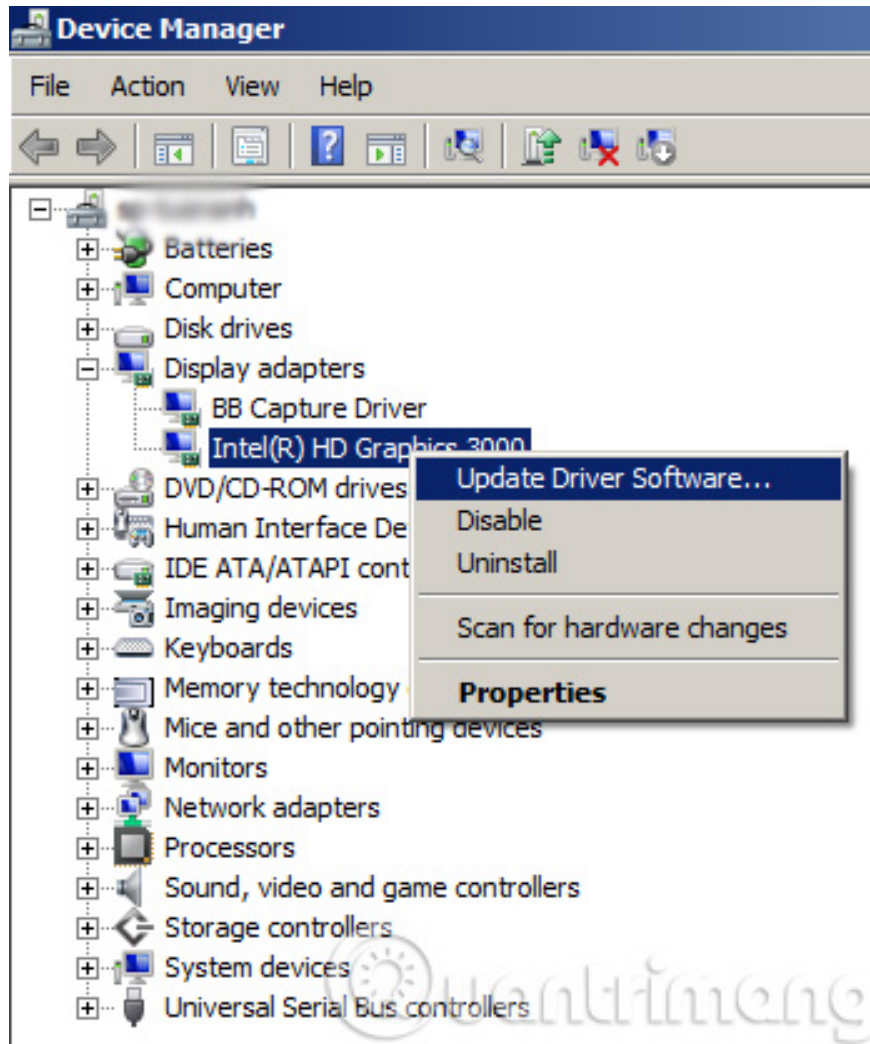 Device Manager
File Action View Help
Batteries
Computer
Disk drives
Display adapters
BB Capture Driver
Intel(R) HD Graphics 3000
Update Driver Software...
DVD/CD-ROM drives
Disable
Human Interface De
Uninstall
IDE ATA/ATAPI cont
Imaging devices
Scan for hardware changes
Keyboards
Memory technology
Properties
Mice and other pointing devices
Monitors
Network adapters
Processors
Sound, video and game controllers
Storage controllers
System devices
Universal Serial Bus controllers
Quantrimang